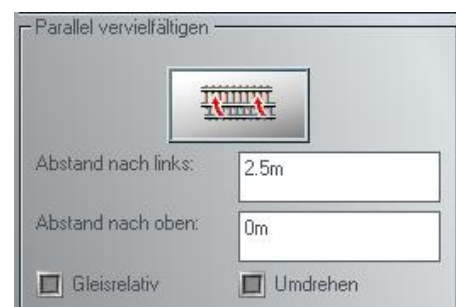 Parallel vervielfältigen
Abstand nach links: 2.5m
Abstand nach oben: 0m
Gleisrelativ Umdrehen